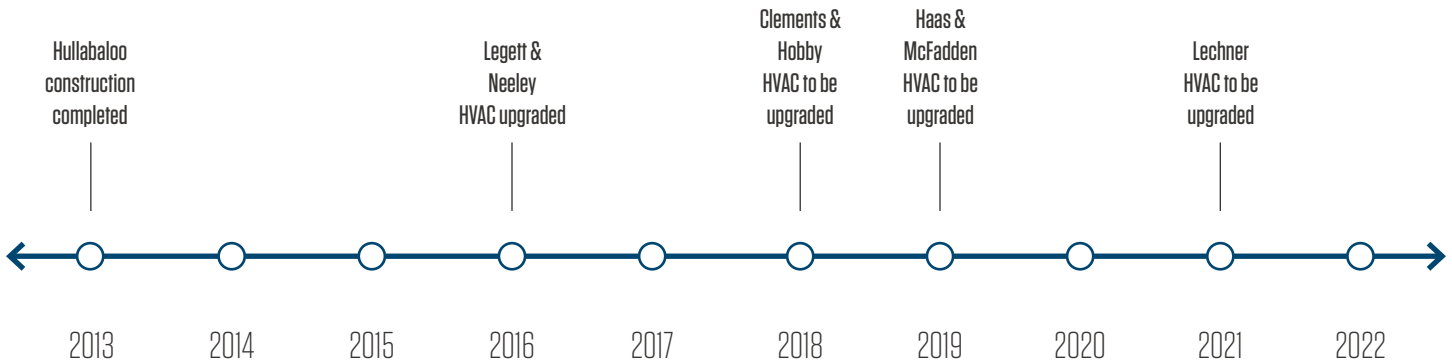 Hullabaloo
construction
completed
Legett &
Neeley
HVAC upgraded
Clements &
Hobby
HVAC to be
upgraded
Haas &
McFadden
HVAC to be
upgraded
Lechner
HVAC to be
upgraded
2013 2014 2015 2016 2017 2018 2019 2020 2021 2022